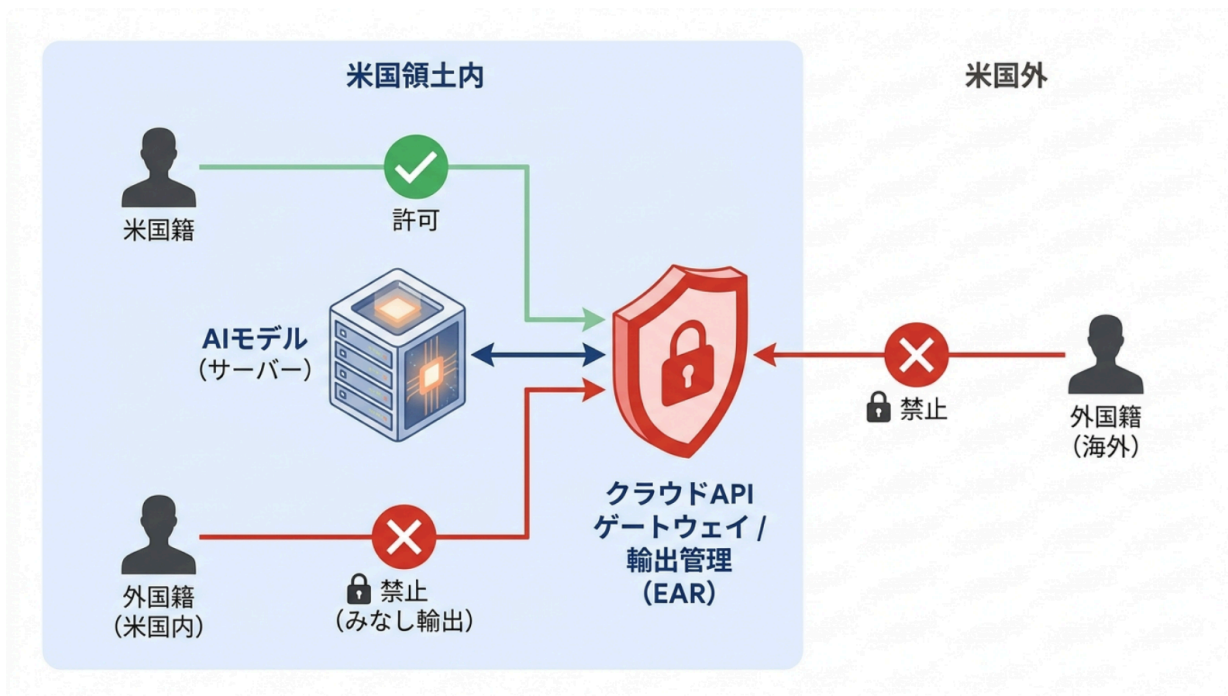 米国領土内
米国外
米国籍
許可
AIモデル
（サーバー）
クラウドAPI
ゲートウェイ /
輸出管理
（EAR）
禁止
外国籍
（海外）
外国籍
（米国内）
禁止
（みなし輸出）